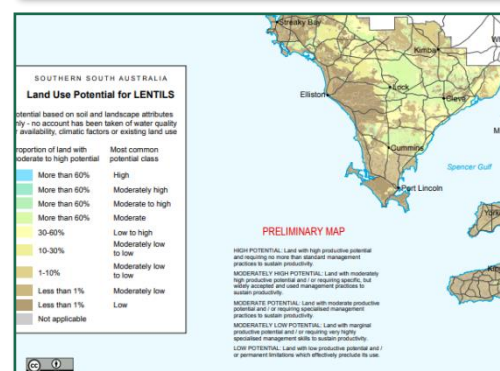 SOUTHERN SOUTH AUSTRALIA
Land Use Potential for LENTILS
otential based on soil and landscape attributes
nly - no account has been taken of water quality
r availability, climatic factors or existing land use
roportion of land with
oderate to high potential
Most common
potential class
More than 60% High
More than 60% Moderately high
More than 60% Moderate to high
More than 60% Moderate
30-60% Low to high
10-30% Moderately low
to low
1-10% Moderately low
to low
Less than 1% Moderately low
Less than 1% Low
Not applicable
cc
Streaky Bay
Kimba
Elliston
Lock
Cleve
Cummins
Port Lincoln
Spencer Gulf
York
PRELIMINARY MAP
HIGH POTENTIAL: Land with high productive potential
and requiring no more than standard management
practices to sustain productivity.
MODERATELY HIGH POTENTIAL: Land with moderately
high productive potential and / or requiring specific, but
widely accepted and used management practices to
sustain productivity.
MODERATE POTENTIAL: Land with moderate productive
potential and / or requiring specialised management
practices to sustain productivity.
MODERATELY LOW POTENTIAL: Land with marginal
productive potential and / or requiring very highly
specialised management skills to sustain productivity.
LOW POTENTIAL: Land with low productive potential and /
or permanent limitations which effectively preclude its use.